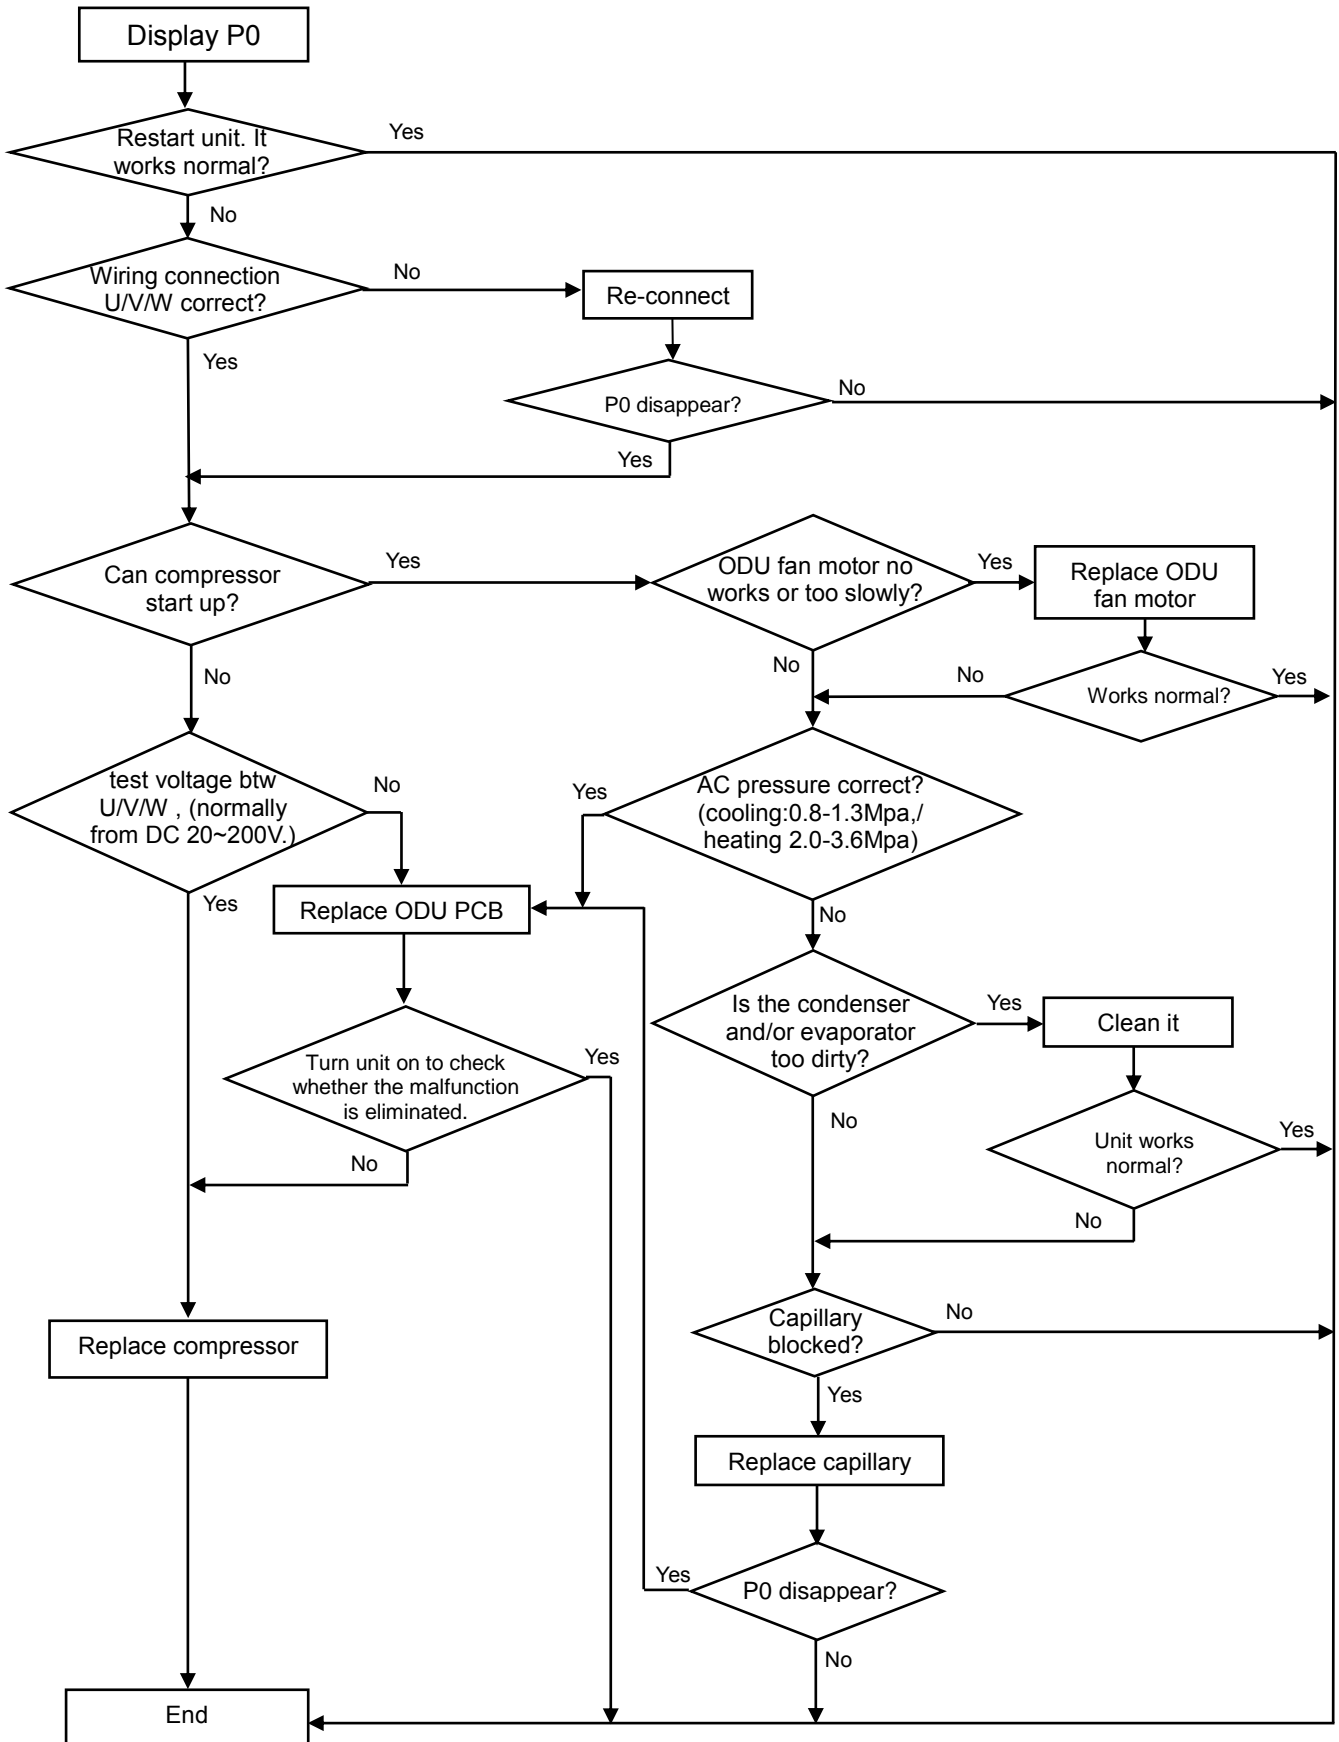 Display P0
Restart unit. It
works normal?
Yes
No
Wiring connection
U/V/W correct?
No
Re-connect
Yes
P0 disappear?
No
Yes
Can compressor
start up?
Yes
ODU fan motor no
works or too slowly?
Yes
Replace ODU
fan motor
No
No
No
Works normal?
Yes
test voltage btw
U/V/W , (normally
from DC 20~200V.)
No
Yes
AC pressure correct?
(cooling:0.8-1.3Mpa,/
heating 2.0-3.6Mpa)
Yes
Replace ODU PCB
No
Is the condenser
and/or evaporator
too dirty?
Yes
Clean it
Turn unit on to check
whether the malfunction
is eliminated.
Yes
No
No
Unit works
normal?
Yes
No
Capillary
blocked?
No
Replace compressor
Yes
Replace capillary
Yes
P0 disappear?
No
End